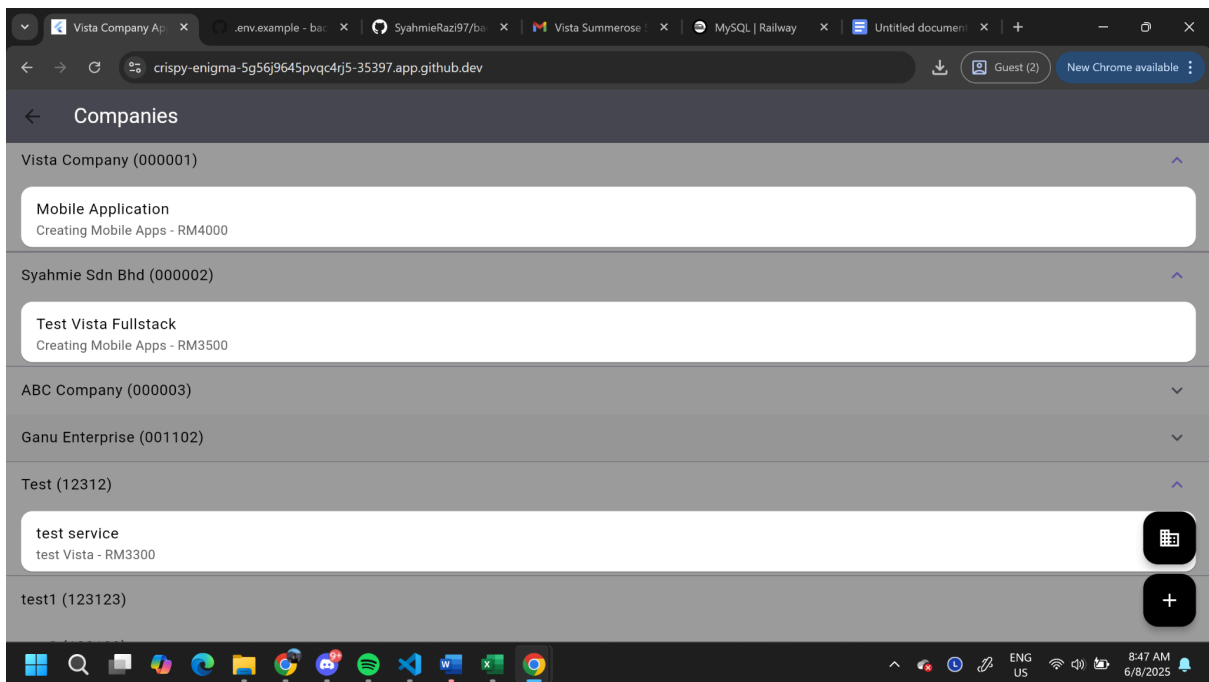 Vista Company Ap
.env.example - bac
SyahmieRazi97/ba
Vista Summerose
MySQL | Railway
Untitled document
crispy-enigma-5g56j9645pvqc4rj5-35397.app.github.dev
Guest (2)
New Chrome available
Companies
Vista Company (000001)
Mobile Application
Creating Mobile Apps - RM4000
Syahmie Sdn Bhd (000002)
Test Vista Fullstack
Creating Mobile Apps - RM3500
ABC Company (000003)
Ganu Enterprise (001102)
Test (12312)
test service
test Vista - RM3300
test1 (123123)
ENG
US
8:47 AM
6/8/2025